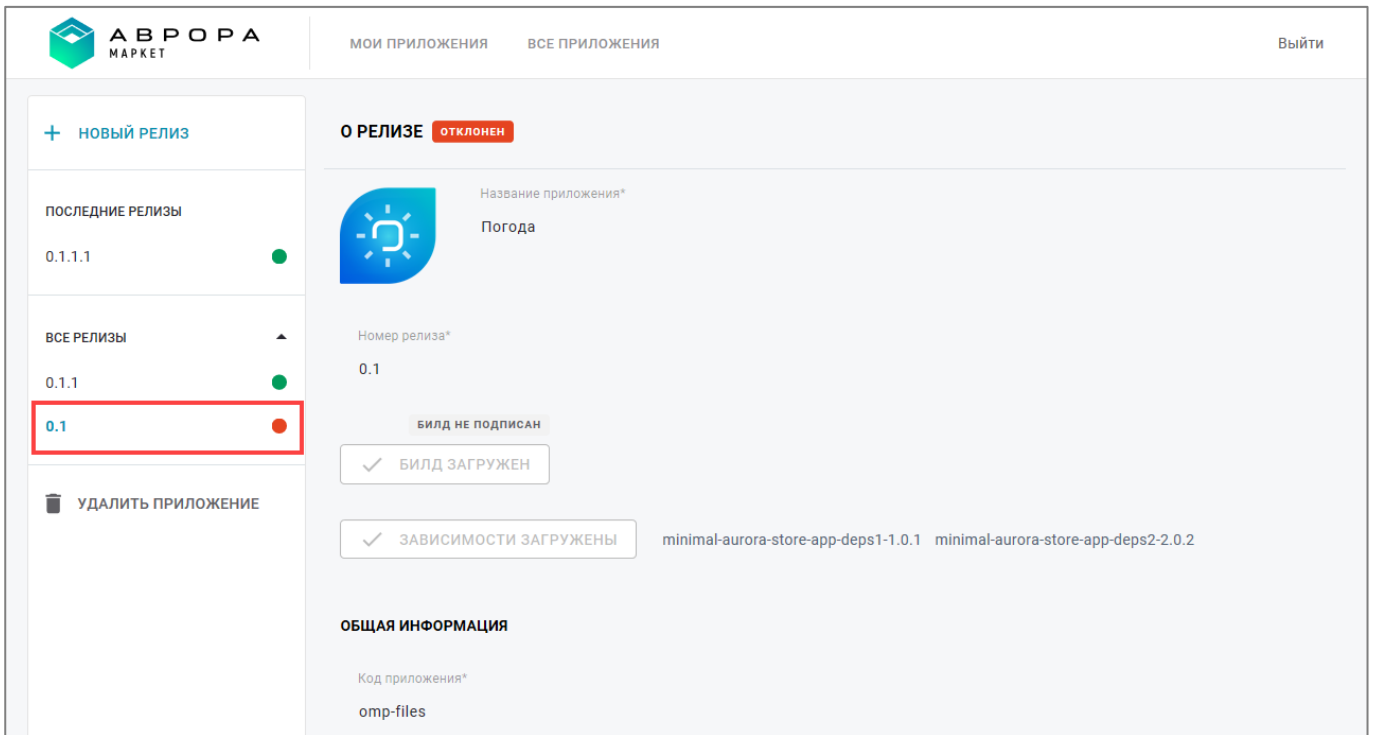 АВРОРА
МАРКЕТ
МОИ ПРИЛОЖЕНИЯ ВСЕ ПРИЛОЖЕНИЯ Выйти
+ НОВЫЙ РЕЛИЗ
ПОСЛЕДНИЕ РЕЛИЗЫ
0.1.1.1
ВСЕ РЕЛИЗЫ
0.1.1
0.1
УДАЛИТЬ ПРИЛОЖЕНИЕ
О РЕЛИЗЕ ОТКЛОНЕН
Название приложения*
Погода
Номер релиза*
0.1
БИЛД НЕ ПОДПИСАН
БИЛД ЗАГРУЖЕН
ЗАВИСИМОСТИ ЗАГРУЖЕНЫ minimal-aurora-store-app-deps1-1.0.1 minimal-aurora-store-app-deps2-2.0.2
ОБЩАЯ ИНФОРМАЦИЯ
Код приложения*
omp-files